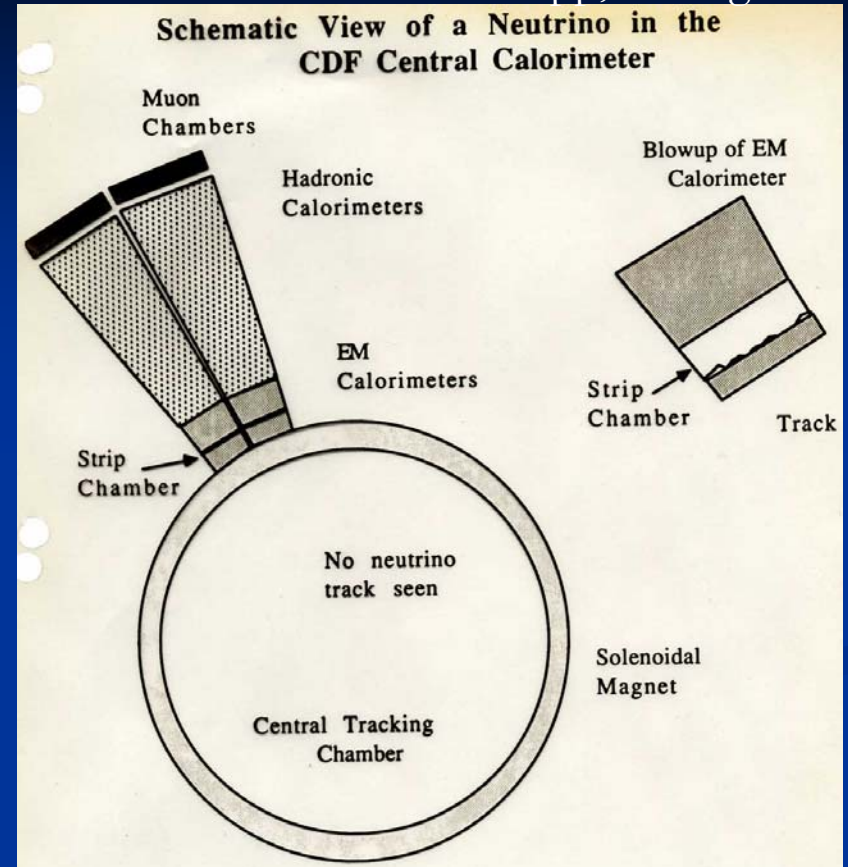 Schematic View of a Neutrino in the
CDF Central Calorimeter
Muon
Chambers
Hadronic
Calorimeters
Blowup of EM
Calorimeter
EM
Calorimeters
Strip
Chamber
Track
Strip
Chamber
No neutrino
track seen
Solenoidal
Magnet
Central Tracking
Chamber